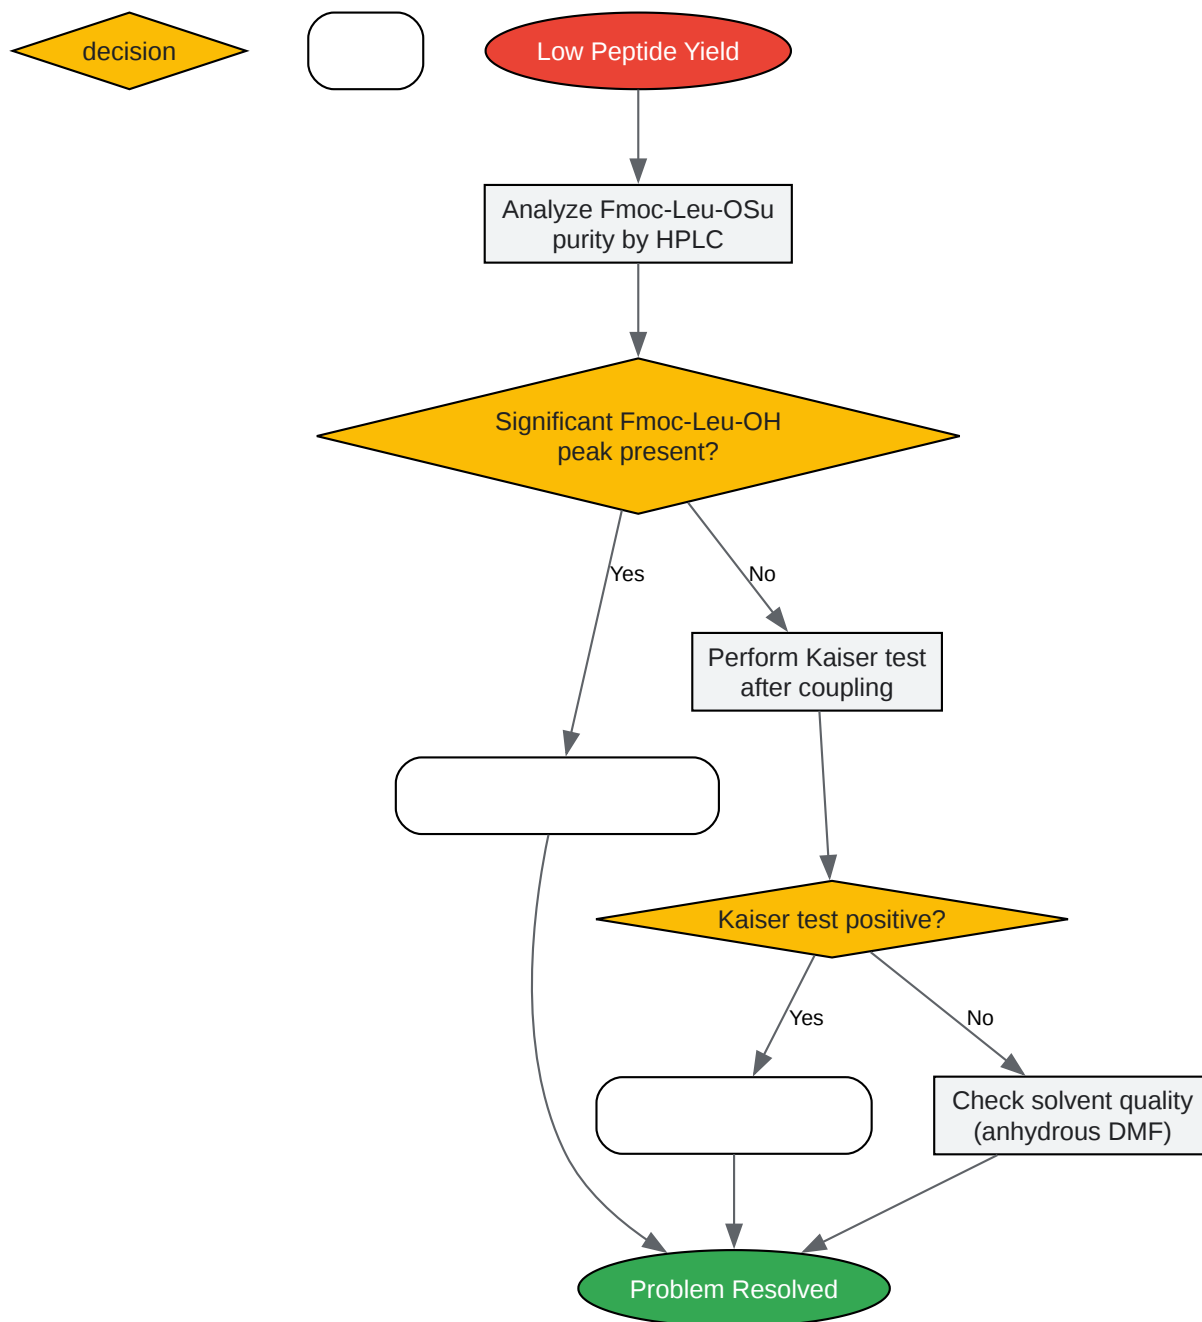 decision
Low Peptide Yield
Analyze Fmoc-Leu-OSu
purity by HPLC
Significant Fmoc-Leu-OH
peak present?
Yes
No
Perform Kaiser test
after coupling
Kaiser test positive?
Yes
No
Check solvent quality
(anhydrous DMF)
Problem Resolved